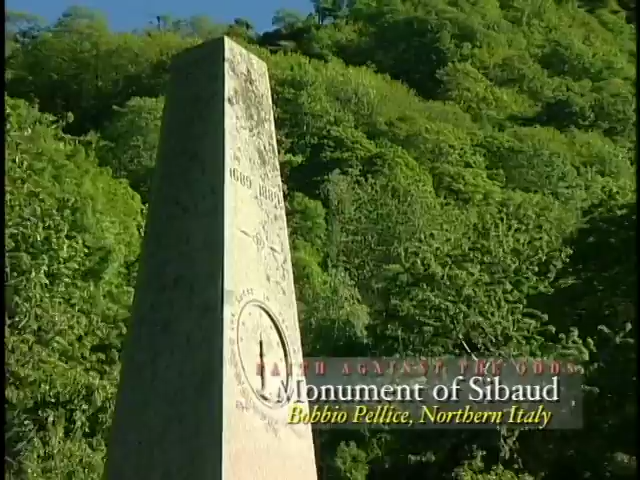 1689 1889
FAITH AGAINST THE ODDS
Monument of Sibaud
Bobbio Pellice, Northern Italy